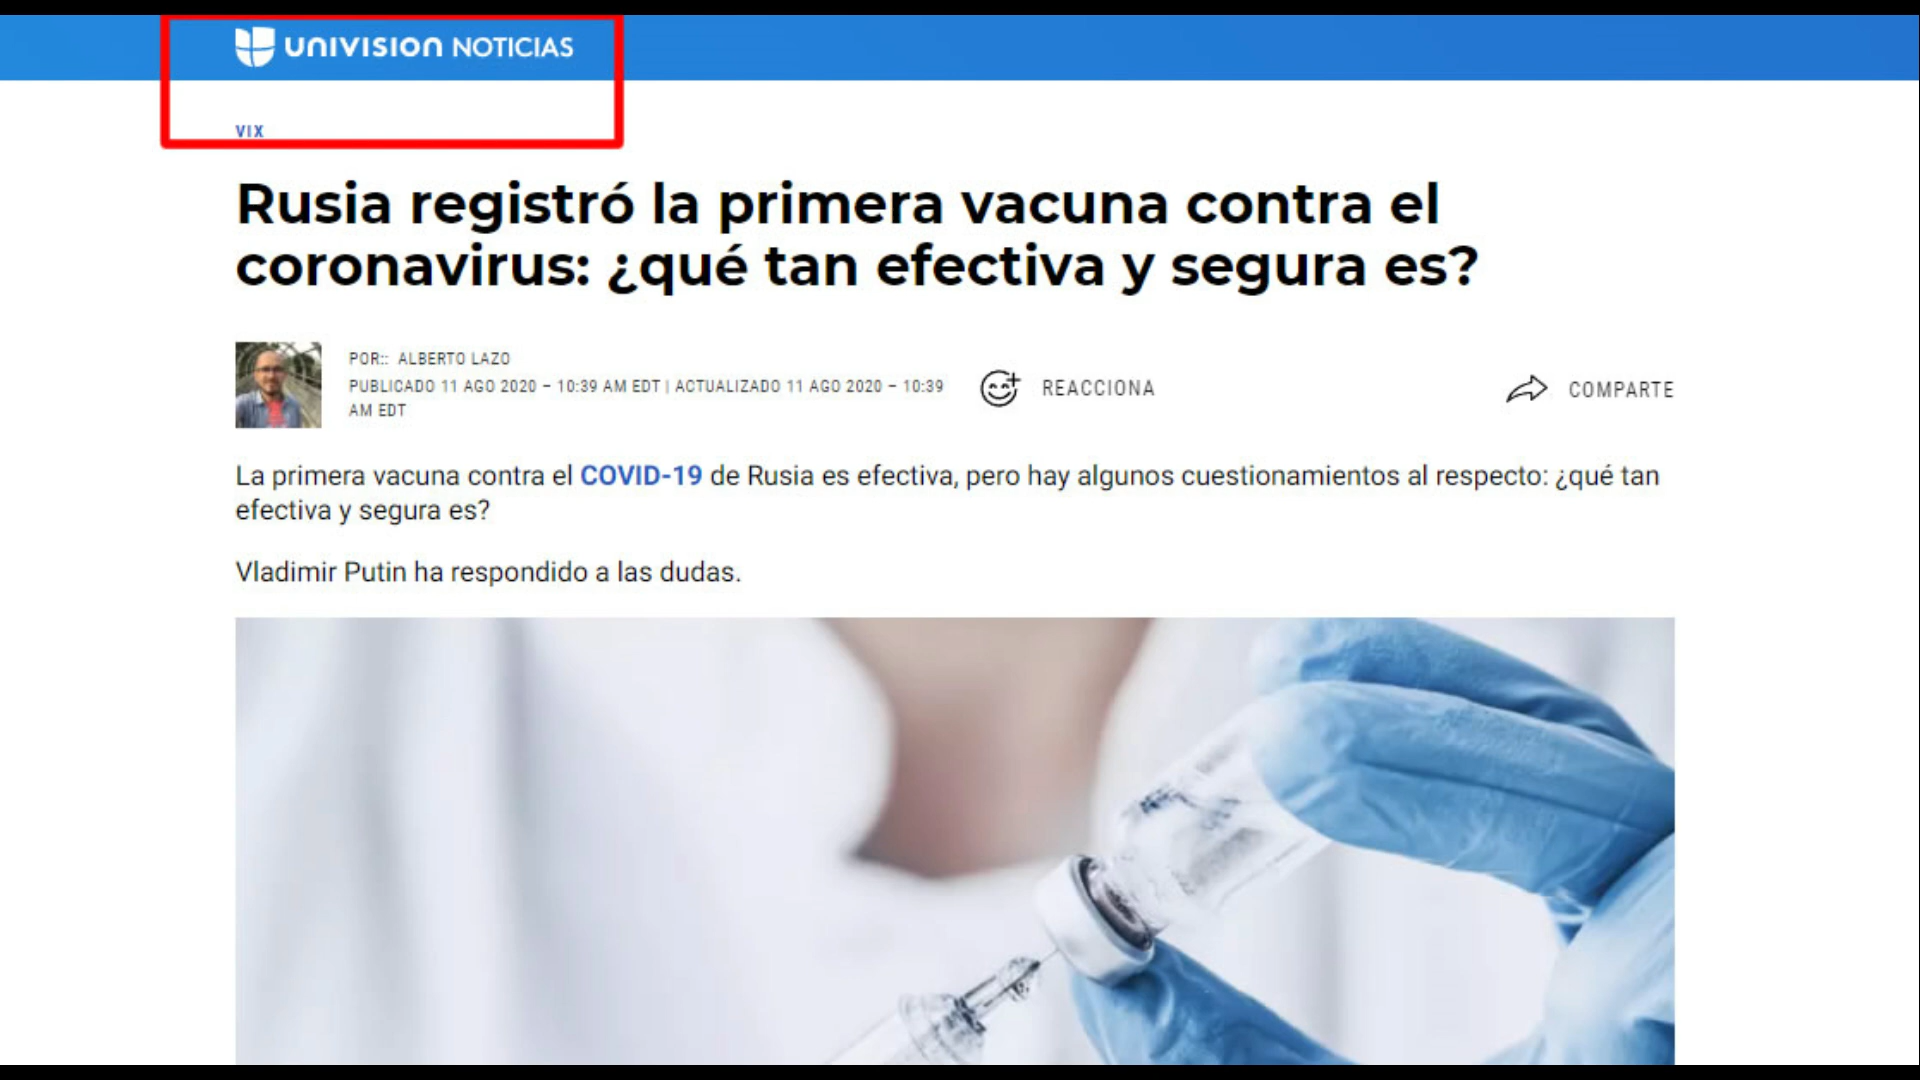 UNIVISION NOTICIAS
VIX
Rusia registró la primera vacuna contra el
coronavirus: ¿qué tan efectiva y segura es?
POR:: ALBERTO LAZO
PUBLICADO 11 AGO 2020 – 10:39 AM EDT | ACTUALIZADO 11 AGO 2020 – 10:39
AM EDT
REACCIONA
COMPARTE
La primera vacuna contra el COVID-19 de Rusia es efectiva, pero hay algunos cuestionamientos al respecto: ¿qué tan
efectiva y segura es?
Vladimir Putin ha respondido a las dudas.